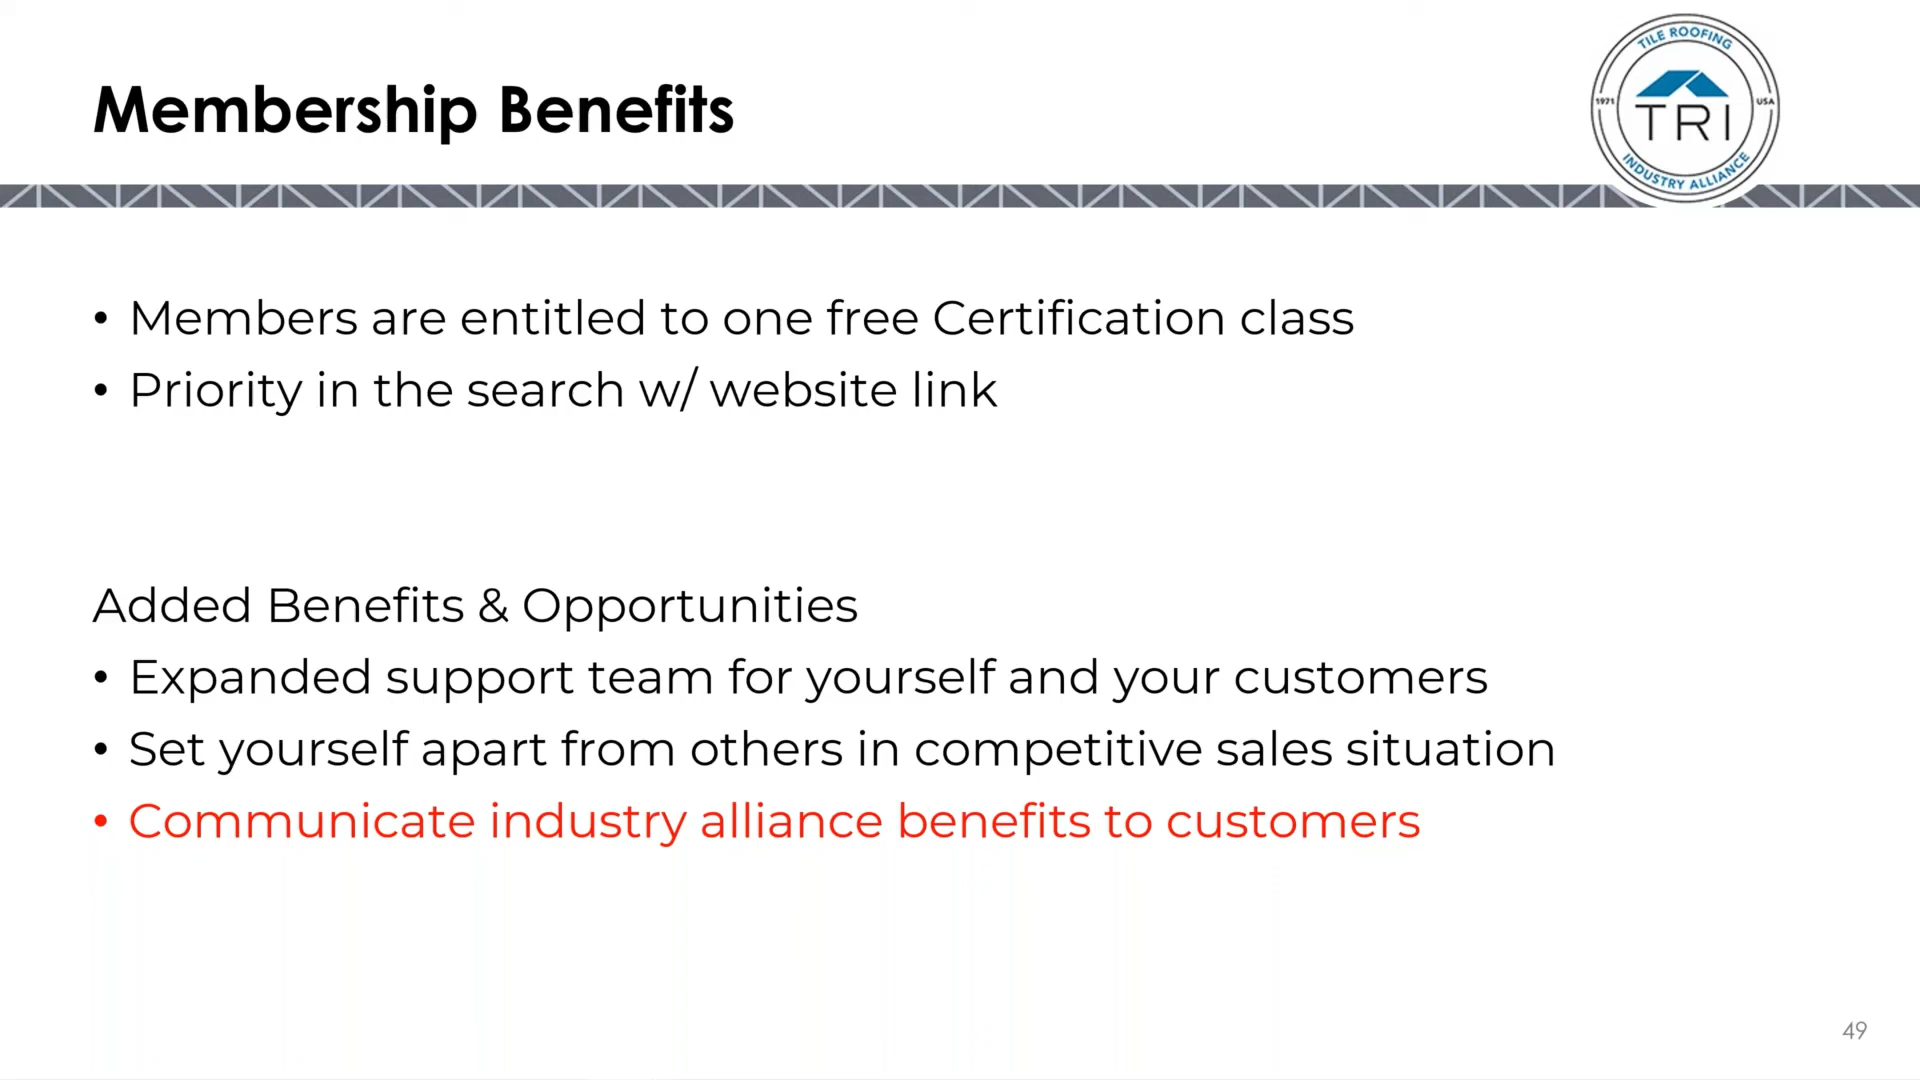 Membership Benefits
TILE ROOFING
1971
USA
TRI
INDUSTRY ALLIANCE
• Members are entitled to one free Certification class
• Priority in the search w/ website link
Added Benefits & Opportunities
• Expanded support team for yourself and your customers
• Set yourself apart from others in competitive sales situation
• Communicate industry alliance benefits to customers
49